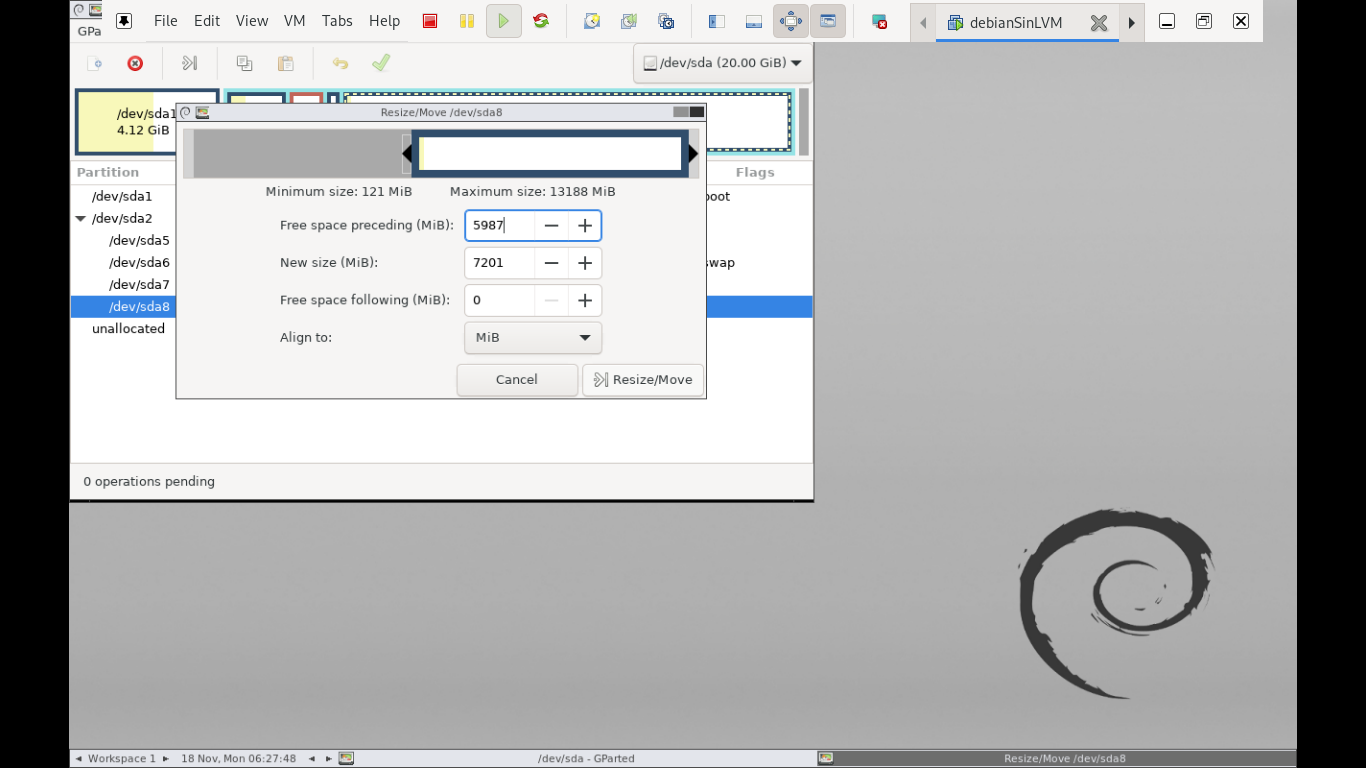 File Edit View VM Tabs Help
debianSinLVM
GPa
/dev/sda (20.00 GiB)
/dev/sda1
4.12 GiB
Resize/Move /dev/sda8
Partition
Flags
/dev/sda1
boot
/dev/sda2
/dev/sda5
/dev/sda6
swap
/dev/sda7
/dev/sda8
unallocated
Minimum size: 121 MiB
Maximum size: 13188 MiB
Free space preceding (MiB): 5987
New size (MiB): 7201
Free space following (MiB): 0
Align to: MiB
Cancel
Resize/Move
0 operations pending
Workspace 1
18 Nov, Mon 06:27:48
/dev/sda - GParted
Resize/Move /dev/sda8